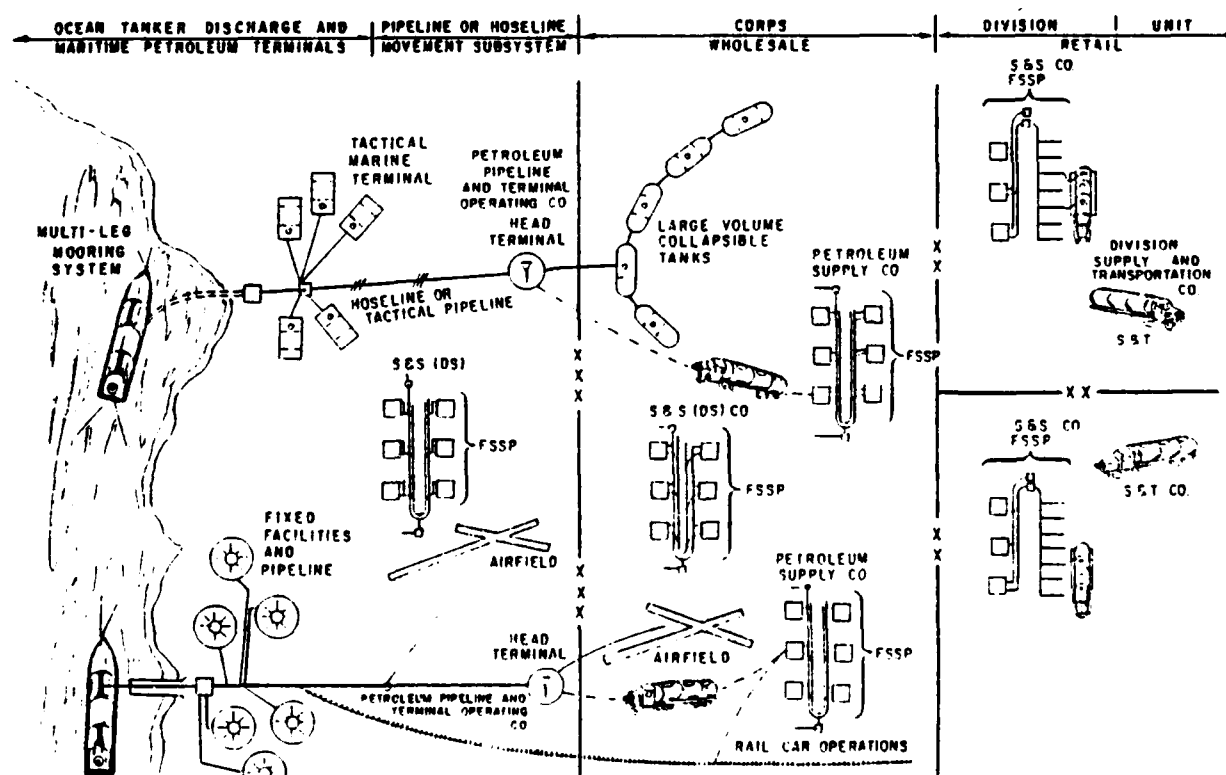 OCEAN TANKER DISCHARGE AND
MARITIME PETROLEUM TERMINALS
PIPELINE OR HOSELINE
MOVEMENT SUBSYSTEM
CORPS
WHOLESALE
DIVISION
UNIT
RETAIL
TACTICAL
MARINE
TERMINAL
PETROLEUM
PIPELINE
AND TERMINAL
OPERATING CO
HEAD
TERMINAL
MULTI-LEG
MOORING
SYSTEM
HOSELINE OR
TACTICAL PIPELINE
LARGE VOLUME
COLLAPSIBLE
TANKS
PETROLEUM
SUPPLY CO
FSSP
S&S CO
FSSP
DIVISION
SUPPLY AND
TRANSPORTATION
CO.
S&T
X
X
X
X
X
X
X X
S&S (DS)
FSSP
S&S (DS) CO
FSSP
S&S CO
FSSP
S&T CO.
FIXED
FACILITIES
AND
PIPELINE
AIRFIELD
X
X
X
X
X
X
PETROLEUM
SUPPLY CO
FSSP
HEAD
TERMINAL
AIRFIELD
PETROLEUM PIPELINE AND
TERMINAL OPERATING
CO
RAIL CAR OPERATIONS